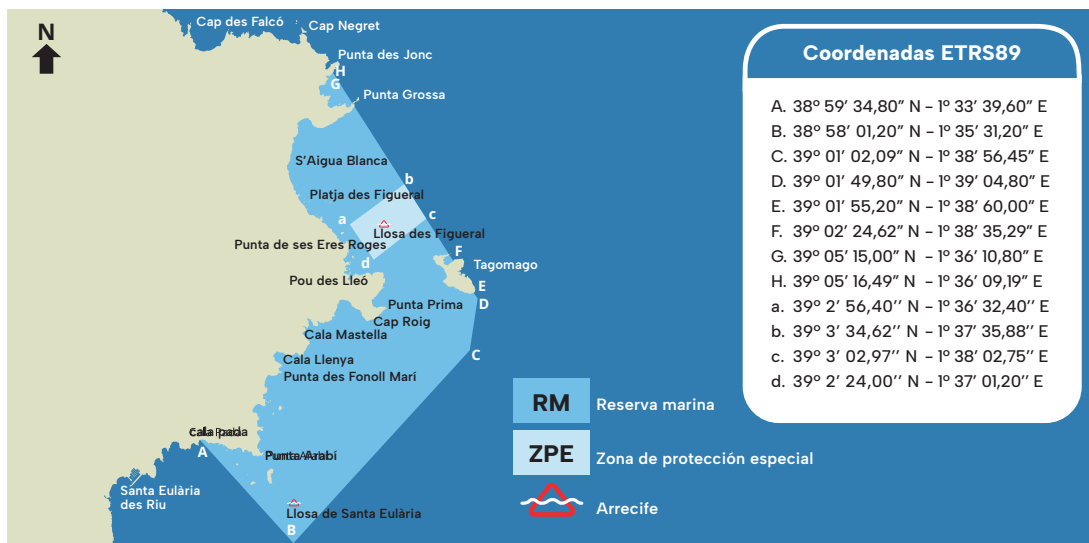 N
Cap des Falcó
Cap Negret
Punta des Jonc
H
G
Punta Grossa
S'Aigua Blanca
b
Platja des Figueral
a
c
Llosa des Figueral
Punta de ses Eres Roges
F
d
Tagomago
Pou des Lleó
E
Punta Prima
D
Cap Roig
Cala Mastella
C
Cala Llenya
Punta des Fonoll Marí
cala pada
A
Punta Arabí
Santa Eulària
des Riu
Llosa de Santa Eulària
B
RM
Reserva marina
ZPE
Zona de protección especial
Arrecife
Coordenadas ETRS89
A. 38º 59' 34,80" N - 1º 33' 39,60" E
B. 38º 58' 01,20" N - 1º 35' 31,20" E
C. 39º 01' 02,09" N - 1º 38' 56,45" E
D. 39º 01' 49,80" N - 1º 39' 04,80" E
E. 39º 01' 55,20" N - 1º 38' 60,00" E
F. 39º 02' 24,62" N - 1º 38' 35,29" E
G. 39º 05' 15,00" N - 1º 36' 10,80" E
H. 39º 05' 16,49" N - 1º 36' 09,19" E
a. 39º 2' 56,40'' N - 1º 36' 32,40'' E
b. 39º 3' 34,62'' N - 1º 37' 35,88'' E
c. 39º 3' 02,97'' N - 1º 38' 02,75'' E
d. 39º 2' 24,00'' N - 1º 37' 01,20'' E